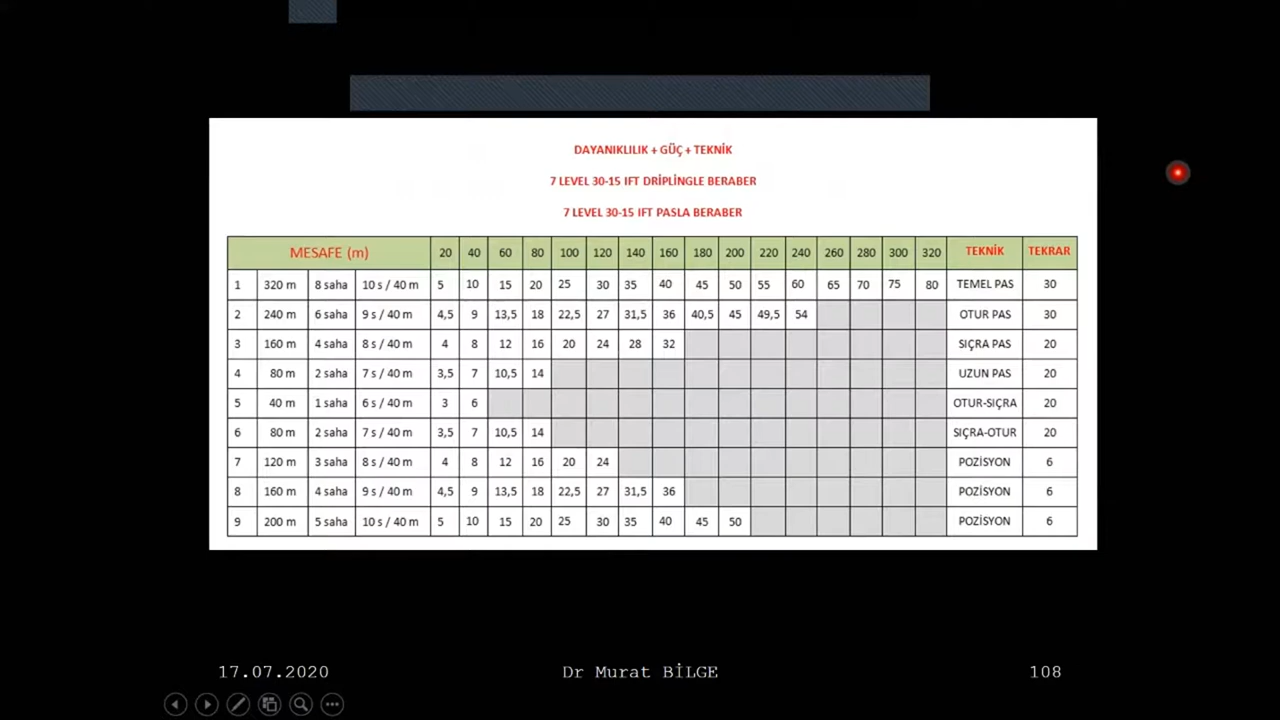 DAYANIKLILIK + GÜÇ + TEKNİK
7 LEVEL 30-15 IFT DRİPLİNGLE BERABER
7 LEVEL 30-15 IFT PASLA BERABER
MESAFE (m) 20 40 60 80 100 120 140 160 180 200 220 240 260 280 300 320 TEKNİK TEKRAR
1 320 m 8 saha 10 s / 40 m 5 10 15 20 25 30 35 40 45 50 55 60 65 70 75 80 TEMEL PAS 30
2 240 m 6 saha 9 s / 40 m 4,5 9 13,5 18 22,5 27 31,5 36 40,5 45 49,5 54 OTUR PAS 30
3 160 m 4 saha 8 s / 40 m 4 8 12 16 20 24 28 32 SIÇRA PAS 20
4 80 m 2 saha 7 s / 40 m 3,5 7 10,5 14 UZUN PAS 20
5 40 m 1 saha 6 s / 40 m 3 6 OTUR-SIÇRA 20
6 80 m 2 saha 7 s / 40 m 3,5 7 10,5 14 SIÇRA-OTUR 20
7 120 m 3 saha 8 s / 40 m 4 8 12 16 20 24 POZİSYON 6
8 160 m 4 saha 9 s / 40 m 4,5 9 13,5 18 22,5 27 31,5 36 POZİSYON 6
9 200 m 5 saha 10 s / 40 m 5 10 15 20 25 30 35 40 45 50 POZİSYON 6
17.07.2020 Dr Murat BİLGE 108